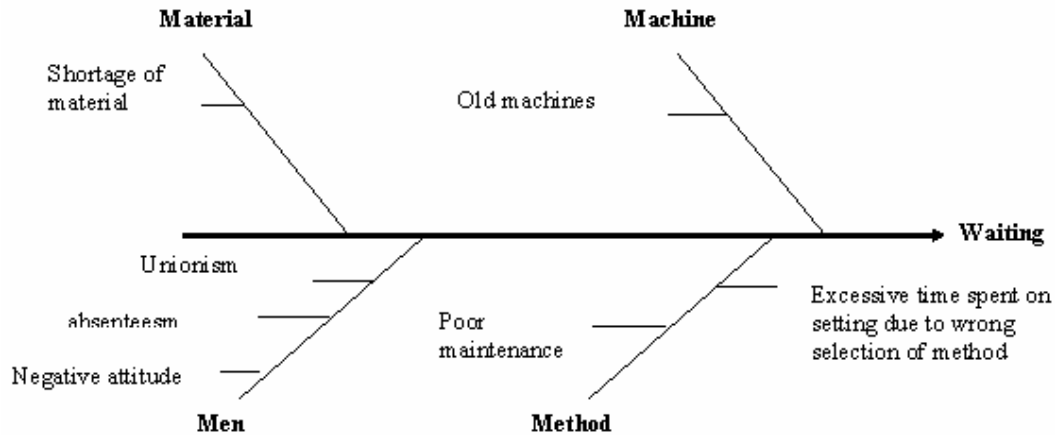 Material
Machine
Shortage of
material
Old machines
Waiting
Unionism
absenteesm
Negative attitude
Poor
maintenance
Excessive time spent on
setting due to wrong
selection of method
Men
Method